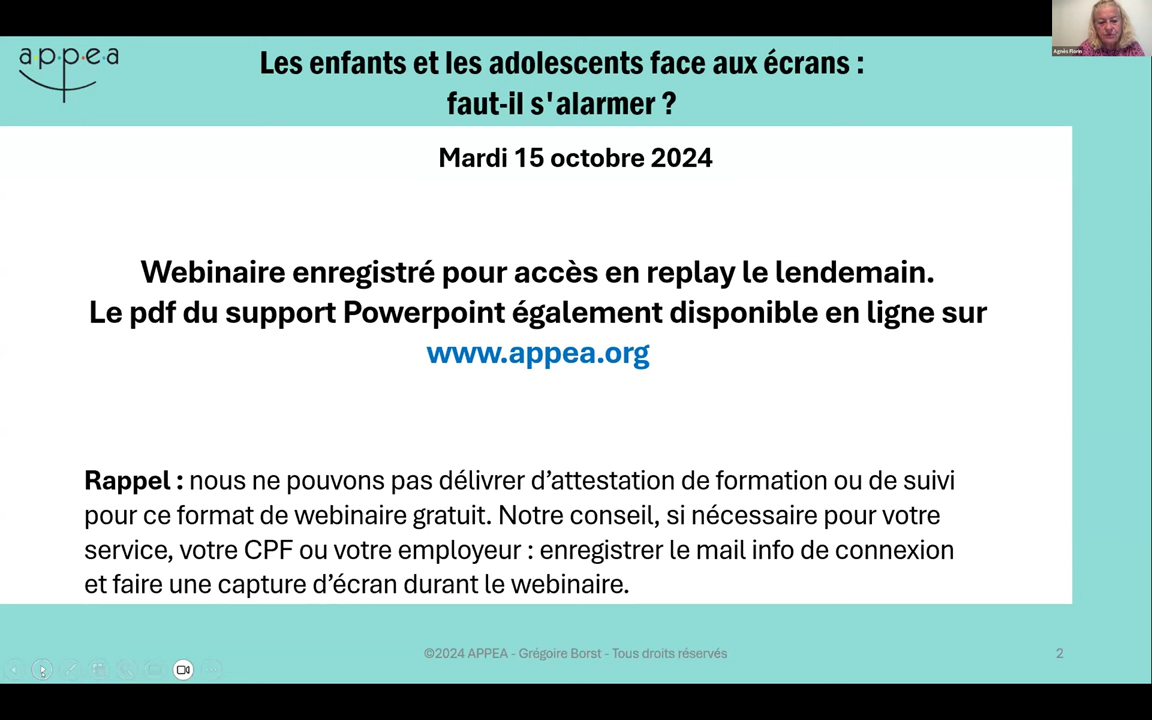 appea
Agnès Florin
Les enfants et les adolescents face aux écrans :
faut-il s'alarmer ?
Mardi 15 octobre 2024
Webinaire enregistré pour accès en replay le lendemain.
Le pdf du support Powerpoint également disponible en ligne sur
www.appea.org
Rappel : nous ne pouvons pas délivrer d’attestation de formation ou de suivi
pour ce format de webinaire gratuit. Notre conseil, si nécessaire pour votre
service, votre CPF ou votre employeur : enregistrer le mail info de connexion
et faire une capture d’écran durant le webinaire.
©2024 APPEA - Grégoire Borst - Tous droits réservés
2